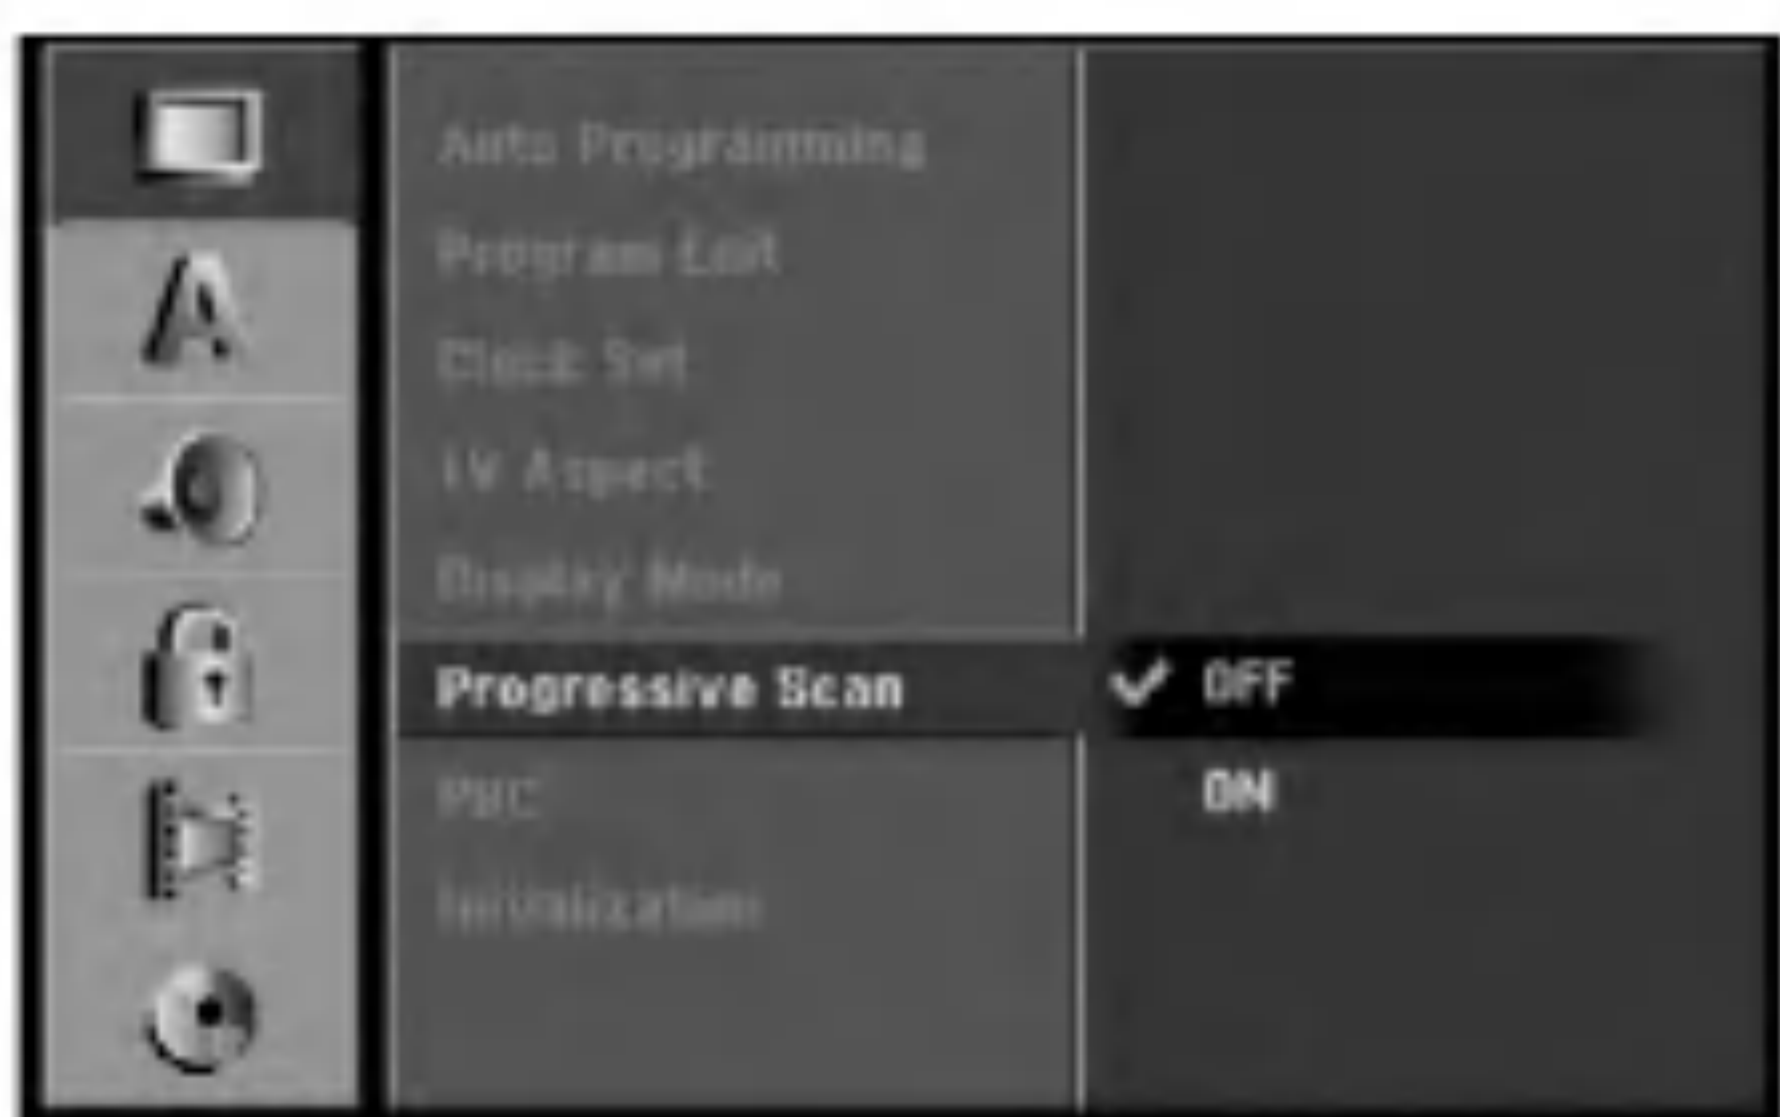 A
Auto Programming
Program Edit
Clock Set
TV Aspect
Display Mode
Progressive Scan
OFF
ON
PBC
Initialization